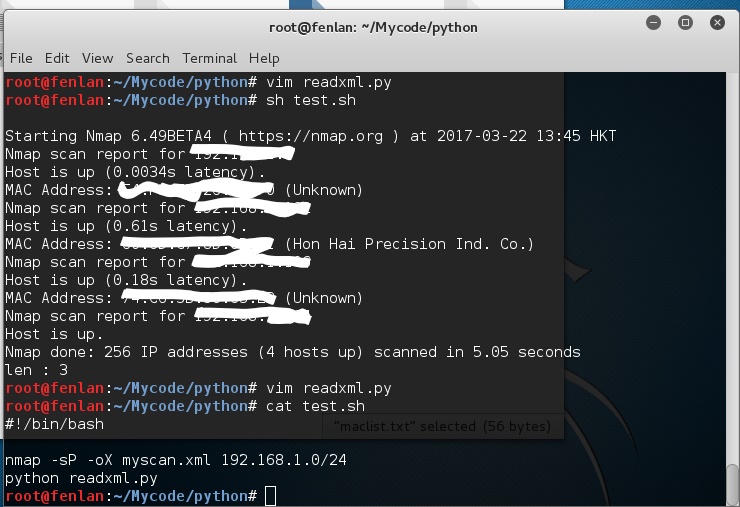 root@fenlan: ~/Mycode/python
File Edit View Search Terminal Help
root@fenlan:~/Mycode/python# vim readxml.py
root@fenlan:~/Mycode/python# sh test.sh
Starting Nmap 6.49BETA4 ( https://nmap.org ) at 2017-03-22 13:45 HKT
Nmap scan report for
Host is up (0.0034s latency).
MAC Address: (Unknown)
Nmap scan report for
Host is up (0.61s latency).
MAC Address: (Hon Hai Precision Ind. Co.)
Nmap scan report for
Host is up (0.18s latency).
MAC Address: (Unknown)
Nmap scan report for
Host is up.
Nmap done: 256 IP addresses (4 hosts up) scanned in 5.05 seconds
len : 3
root@fenlan:~/Mycode/python# vim readxml.py
root@fenlan:~/Mycode/python# cat test.sh
#!/bin/bash
"maclist.txt" selected (56 bytes)
nmap -sP -oX myscan.xml 192.168.1.0/24
python readxml.py
root@fenlan:~/Mycode/python#